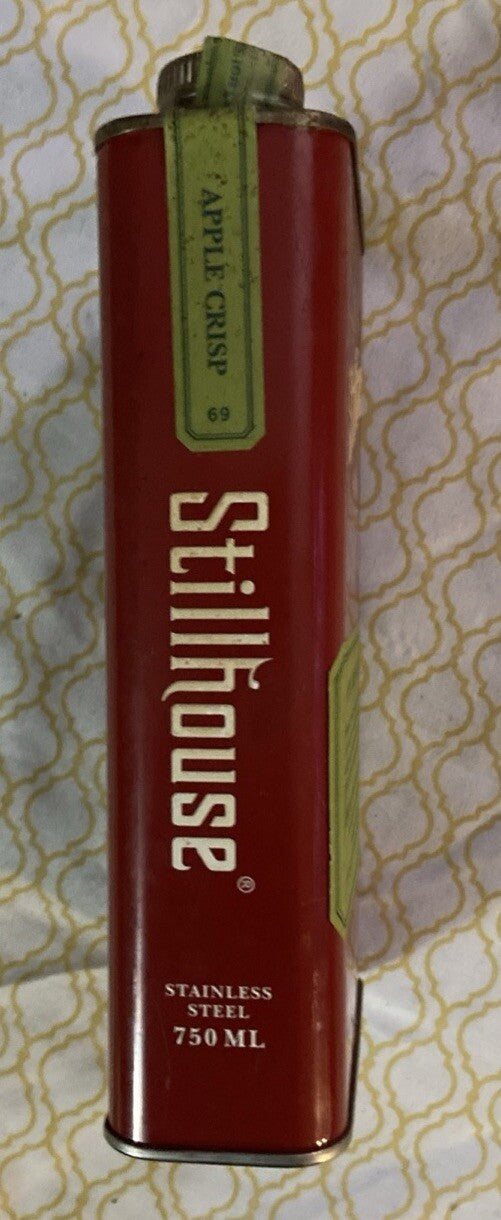 APPLE CRISP
69
Stillhouse®
STAINLESS
STEEL
750 ML